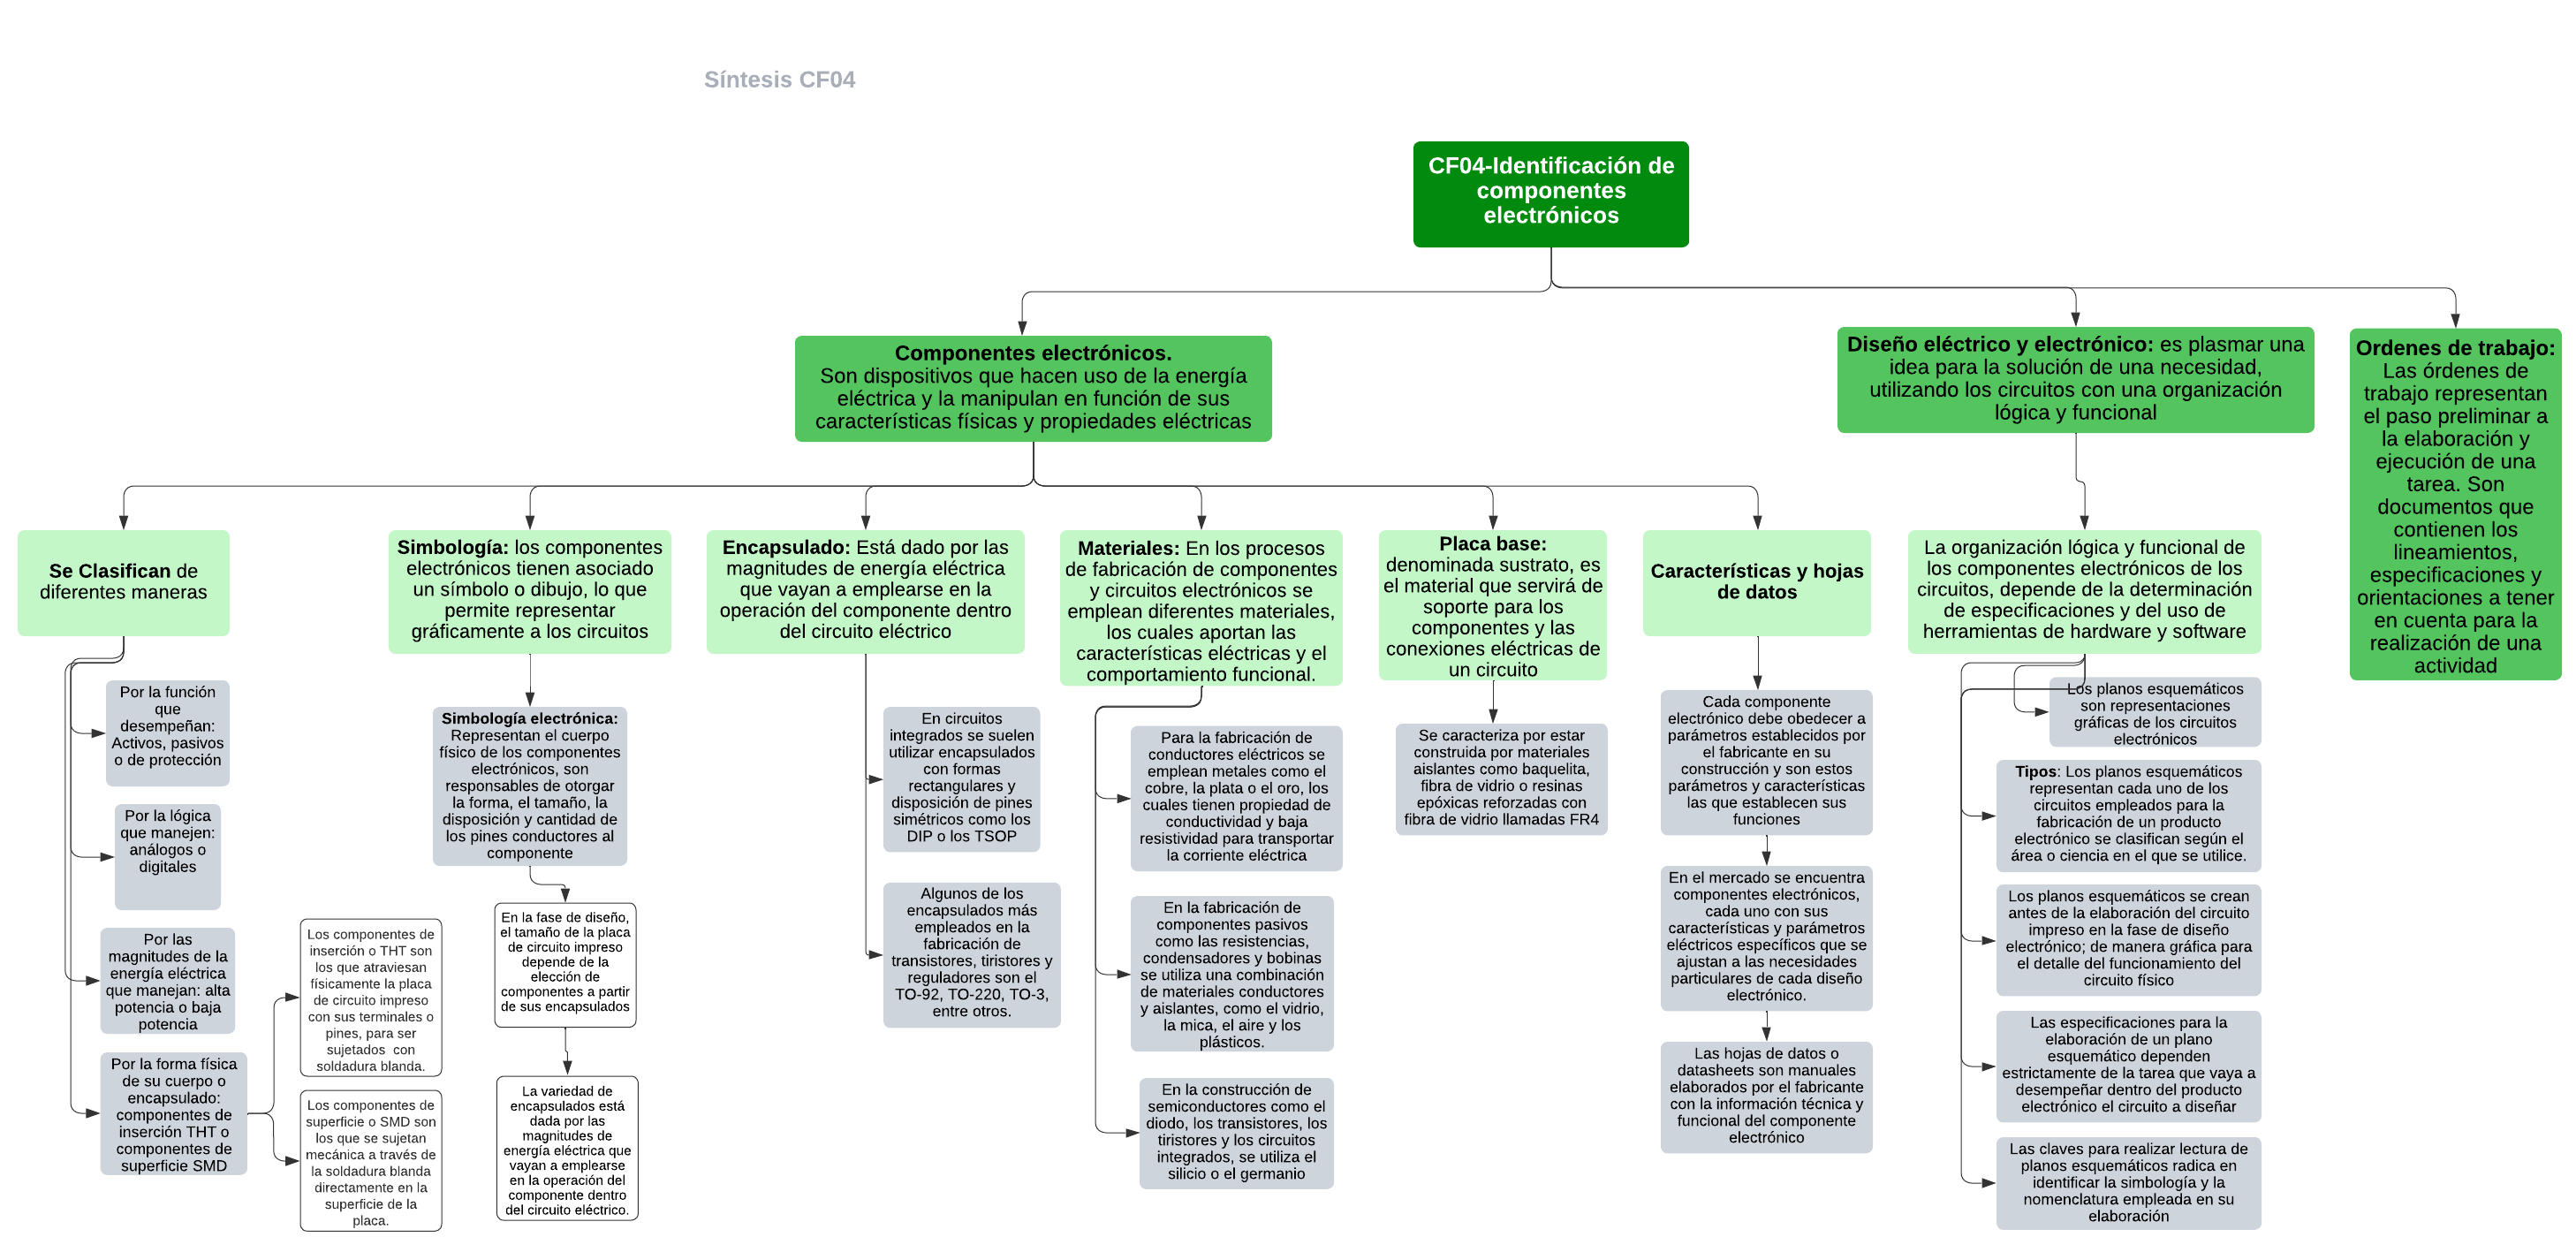 Síntesis CF04
CF04-Identificación de
componentes
electrónicos
Componentes electrónicos.
Son dispositivos que hacen uso de la energía
eléctrica y la manipulan en función de sus
características físicas y propiedades eléctricas
Diseño eléctrico y electrónico: es plasmar una
idea para la solución de una necesidad,
utilizando los circuitos con una organización
lógica y funcional
Ordenes de trabajo:
Las órdenes de
trabajo representan
el paso preliminar a
la elaboración y
ejecución de una
tarea. Son
documentos que
contienen los
lineamientos,
especificaciones y
orientaciones a tener
en cuenta para la
realización de una
actividad
Se Clasifican de
diferentes maneras
Por la función
que
desempeñan:
Activos, pasivos
o de protección
Por la lógica
que manejen:
análogos o
digitales
Por las
magnitudes de la
energía eléctrica
que manejan: alta
potencia o baja
potencia
Por la forma física
de su cuerpo o
encapsulado:
componentes de
inserción THT o
componentes de
superficie SMD
Los componentes de
inserción o THT son
los que atraviesan
físicamente la placa
de circuito impreso
con sus terminales o
pines, para ser
sujetados  con
soldadura blanda.
Los componentes de
superficie o SMD son
los que se sujetan
mecánica a través de
la soldadura blanda
directamente en la
superficie de la
placa.
Simbología: los componentes
electrónicos tienen asociado
un símbolo o dibujo, lo que
permite representar
gráficamente a los circuitos
Simbología electrónica:
Representan el cuerpo
físico de los componentes
electrónicos, son
responsables de otorgar
la forma, el tamaño, la
disposición y cantidad de
los pines conductores al
componente
En la fase de diseño,
el tamaño de la placa
de circuito impreso
depende de la
elección de
componentes a partir
de sus encapsulados
La variedad de
encapsulados está
dada por las
magnitudes de
energía eléctrica que
vayan a emplearse
en la operación del
componente dentro
del circuito eléctrico.
Encapsulado: Está dado por las
magnitudes de energía eléctrica
que vayan a emplearse en la
operación del componente dentro
del circuito eléctrico
En circuitos
integrados se suelen
utilizar encapsulados
con formas
rectangulares y
disposición de pines
simétricos como los
DIP o los TSOP
Algunos de los
encapsulados más
empleados en la
fabricación de
transistores, tiristores y
reguladores son el
TO-92, TO-220, TO-3,
entre otros.
Materiales: En los procesos
de fabricación de componentes
y circuitos electrónicos se
emplean diferentes materiales,
los cuales aportan las
características eléctricas y el
comportamiento funcional.
Para la fabricación de
conductores eléctricos se
emplean metales como el
cobre, la plata o el oro, los
cuales tienen propiedad de
conductividad y baja
resistividad para transportar
la corriente eléctrica
En la fabricación de
componentes pasivos
como las resistencias,
condensadores y bobinas
se utiliza una combinación
de materiales conductores
y aislantes, como el vidrio,
la mica, el aire y los
plásticos.
En la construcción de
semiconductores como el
diodo, los transistores, los
tiristores y los circuitos
integrados, se utiliza el
silicio o el germanio
Placa base:
denominada sustrato, es
el material que servirá de
soporte para los
componentes y las
conexiones eléctricas de
un circuito
Se caracteriza por estar
construida por materiales
aislantes como baquelita,
fibra de vidrio o resinas
epóxicas reforzadas con
fibra de vidrio llamadas FR4
Características y hojas
de datos
Cada componente
electrónico debe obedecer a
parámetros establecidos por
el fabricante en su
construcción y son estos
parámetros y características
las que establecen sus
funciones
En el mercado se encuentra
componentes electrónicos,
cada uno con sus
características y parámetros
eléctricos específicos que se
ajustan a las necesidades
particulares de cada diseño
electrónico.
Las hojas de datos o
datasheets son manuales
elaborados por el fabricante
con la información técnica y
funcional del componente
electrónico
La organización lógica y funcional de
los componentes electrónicos de los
circuitos, depende de la determinación
de especificaciones y del uso de
herramientas de hardware y software
Los planos esquemáticos
son representaciones
gráficas de los circuitos
electrónicos
Tipos: Los planos esquemáticos
representan cada uno de los
circuitos empleados para la
fabricación de un producto
electrónico se clasifican según el
área o ciencia en el que se utilice.
Los planos esquemáticos se crean
antes de la elaboración del circuito
impreso en la fase de diseño
electrónico; de manera gráfica para
el detalle del funcionamiento del
circuito físico
Las especificaciones para la
elaboración de un plano
esquemático dependen
estrictamente de la tarea que vaya a
desempeñar dentro del producto
electrónico el circuito a diseñar
Las claves para realizar lectura de
planos esquemáticos radica en
identificar la simbología y la
nomenclatura empleada en su
elaboración